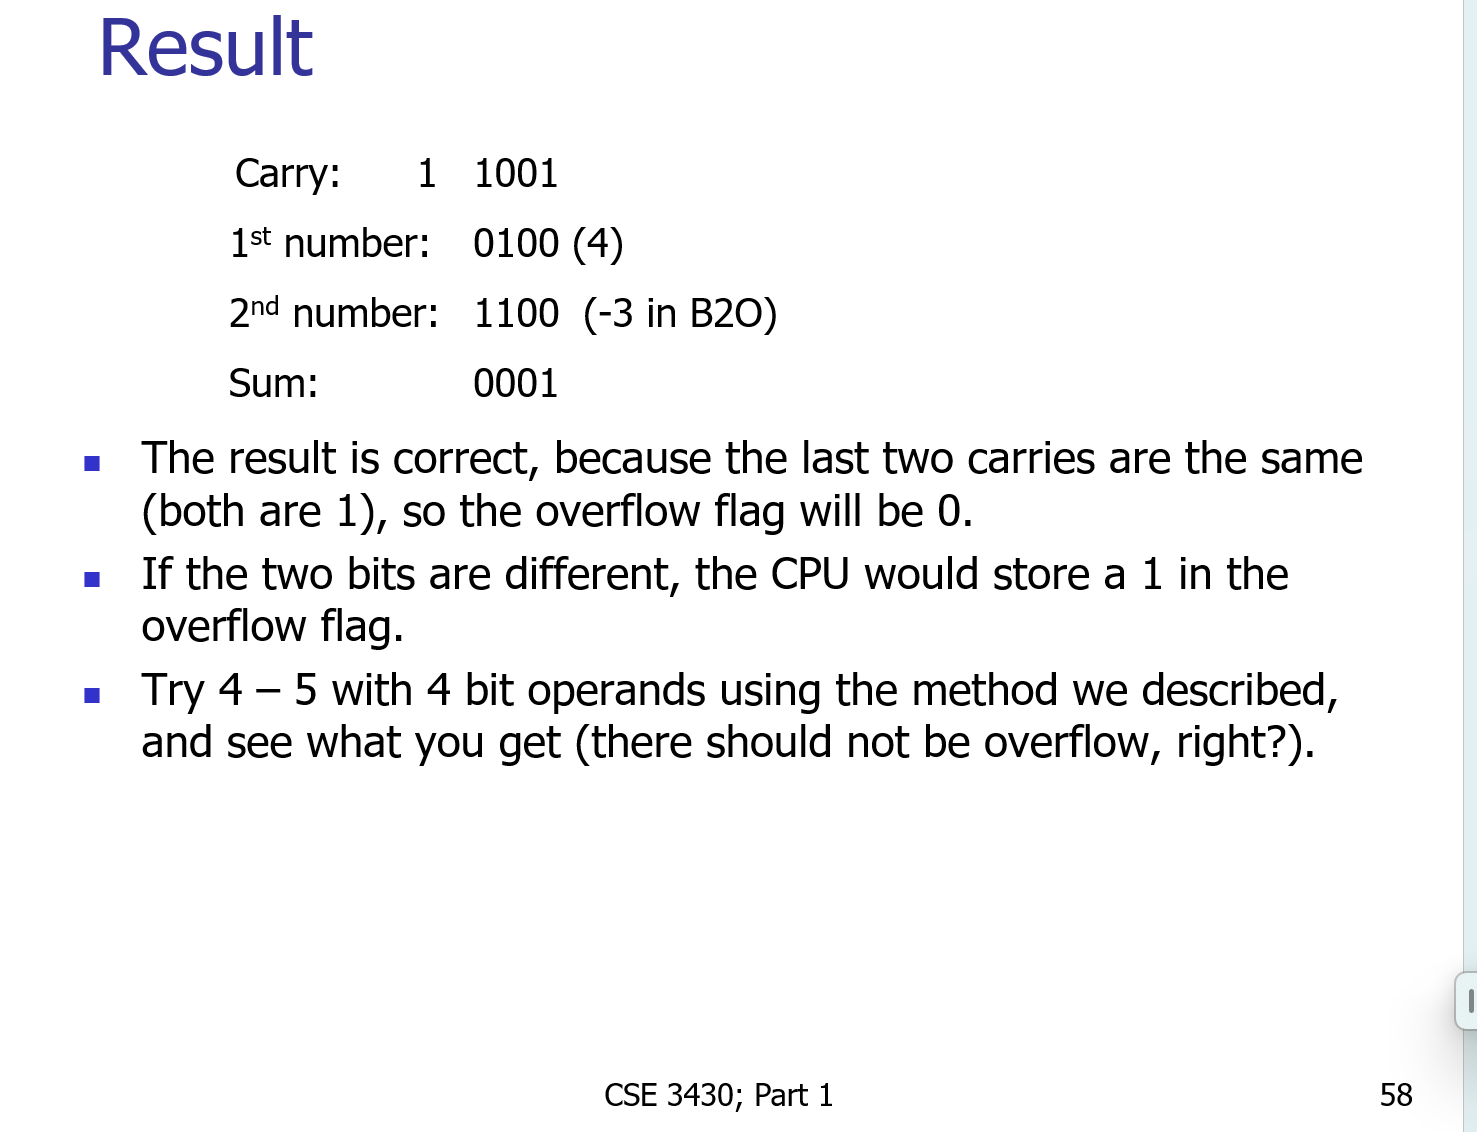 Result
Carry: 1 1001
1st number: 0100 (4)
2nd number: 1100 (-3 in B2O)
Sum: 0001
■ The result is correct, because the last two carries are the same
(both are 1), so the overflow flag will be 0.
■ If the two bits are different, the CPU would store a 1 in the
overflow flag.
■ Try 4 – 5 with 4 bit operands using the method we described,
and see what you get (there should not be overflow, right?).
CSE 3430; Part 1
58